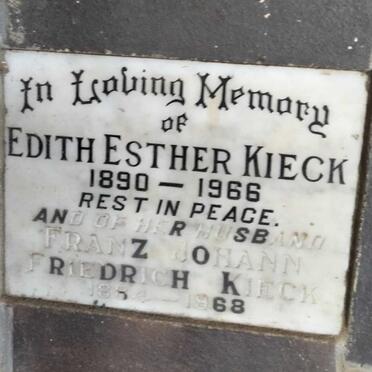 In Loving Memory
OF
EDITH ESTHER KIECK
1890 — 1966
REST IN PEACE.
AND OF HER HUSBAND
FRANZ JOHANN
FRIEDRICH KIECK
1884 — 1968